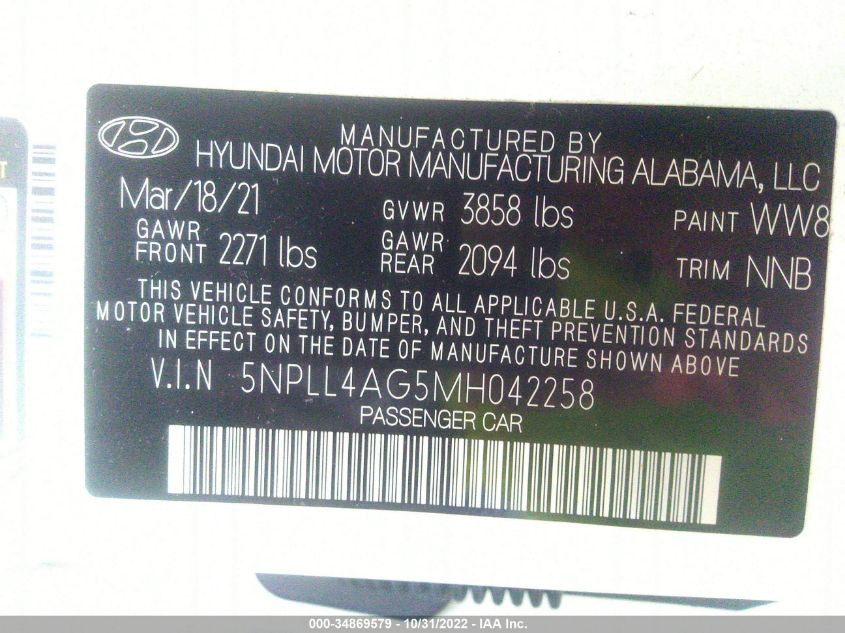 MANUFACTURED BY
HYUNDAI MOTOR MANUFACTURING ALABAMA, LLC
Mar/18/21 GVWR 3858 lbs PAINT WW8
GAWR FRONT 2271 lbs GAWR REAR 2094 lbs TRIM NNB
THIS VEHICLE CONFORMS TO ALL APPLICABLE U.S.A. FEDERAL
MOTOR VEHICLE SAFETY, BUMPER, AND THEFT PREVENTION STANDARDS
IN EFFECT ON THE DATE OF MANUFACTURE SHOWN ABOVE
V.I.N 5NPLL4AG5MH042258
PASSENGER CAR
000-34869579 - 10/31/2022 - IAA Inc.